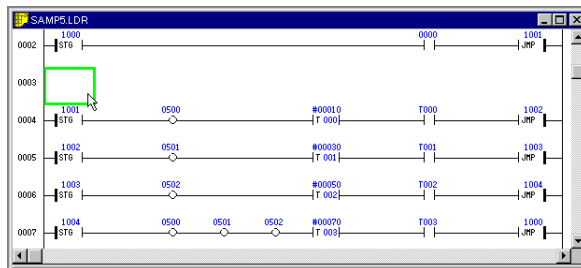 SAMP5.LDR
1000 0000 1001
0002 STG JMP
0003
1001 0500 #00010 T000 1002
0004 STG T 000 JMP
1002 0501 #00030 T001 1003
0005 STG T 001 JMP
1003 0502 #00050 T002 1004
0006 STG T 002 JMP
1004 0500 0501 0502 #00070 T003 1000
0007 STG T 003 JMP